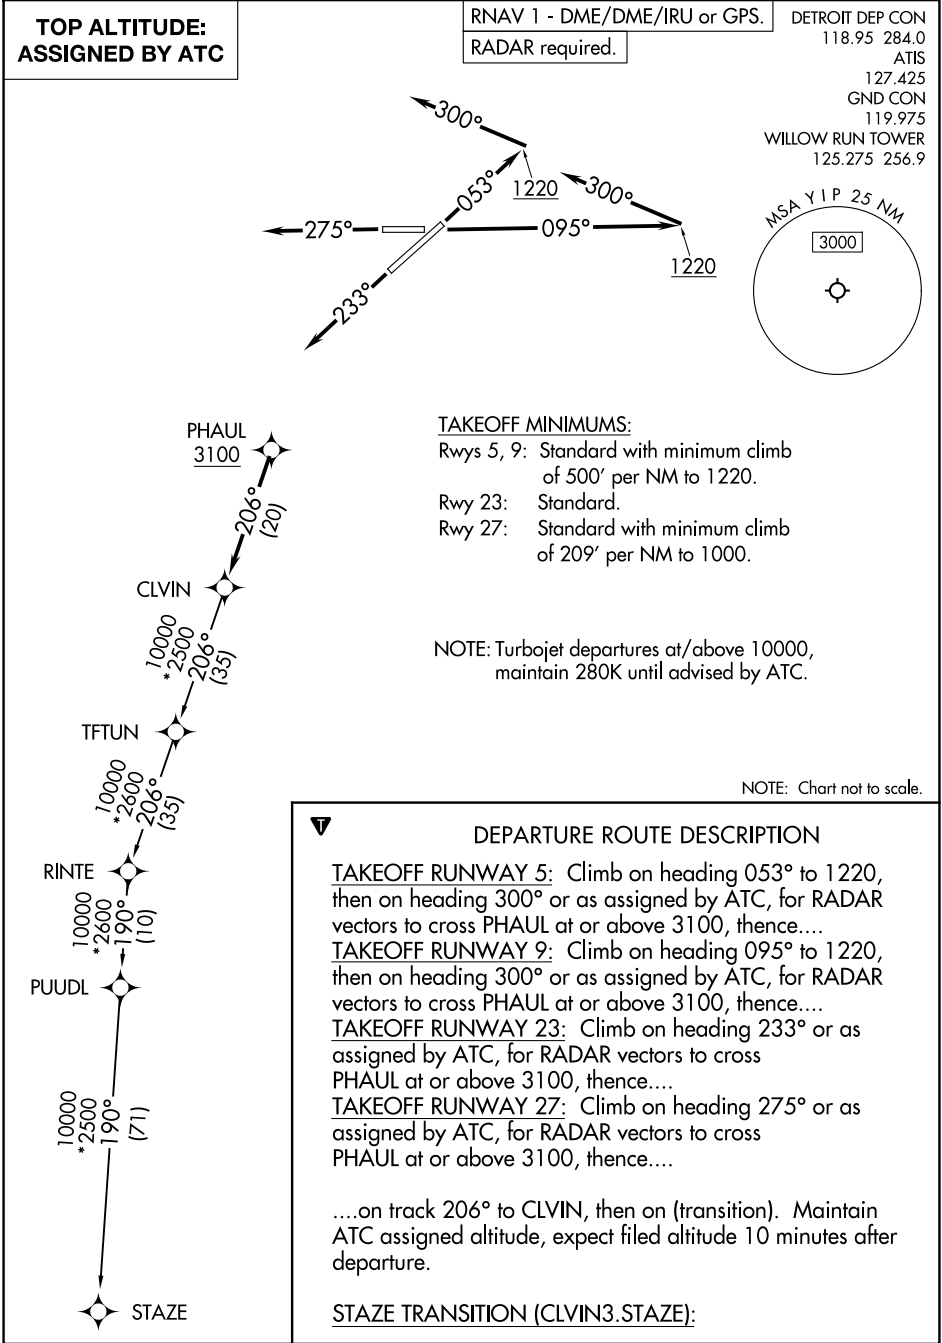 TOP ALTITUDE:
ASSIGNED BY ATC
RNAV 1 - DME/DME/IRU or GPS.
RADAR required.
DETROIT DEP CON
118.95 284.0
ATIS
127.425
GND CON
119.975
WILLOW RUN TOWER
125.275 256.9
300°
053°
1220
300°
275°
095°
1220
233°
MSA YIP 25 NM
3000
PHAUL
3100
206°
(20)
CLVIN
10000
*2500
206°
(35)
TFTUN
10000
*2600
206°
(35)
RINTE
10000
*2600
190°
(10)
PUUDL
10000
*2500
190°
(71)
STAZE
TAKEOFF MINIMUMS:
Rwys 5, 9: Standard with minimum climb
of 500' per NM to 1220.
Rwy 23: Standard.
Rwy 27: Standard with minimum climb
of 209' per NM to 1000.
NOTE: Turbojet departures at/above 10000,
maintain 280K until advised by ATC.
NOTE: Chart not to scale.
T
DEPARTURE ROUTE DESCRIPTION
TAKEOFF RUNWAY 5: Climb on heading 053° to 1220,
then on heading 300° or as assigned by ATC, for RADAR
vectors to cross PHAUL at or above 3100, thence....
TAKEOFF RUNWAY 9: Climb on heading 095° to 1220,
then on heading 300° or as assigned by ATC, for RADAR
vectors to cross PHAUL at or above 3100, thence....
TAKEOFF RUNWAY 23: Climb on heading 233° or as
assigned by ATC, for RADAR vectors to cross
PHAUL at or above 3100, thence....
TAKEOFF RUNWAY 27: Climb on heading 275° or as
assigned by ATC, for RADAR vectors to cross
PHAUL at or above 3100, thence....
....on track 206° to CLVIN, then on (transition). Maintain
ATC assigned altitude, expect filed altitude 10 minutes after
departure.
STAZE TRANSITION (CLVIN3.STAZE):